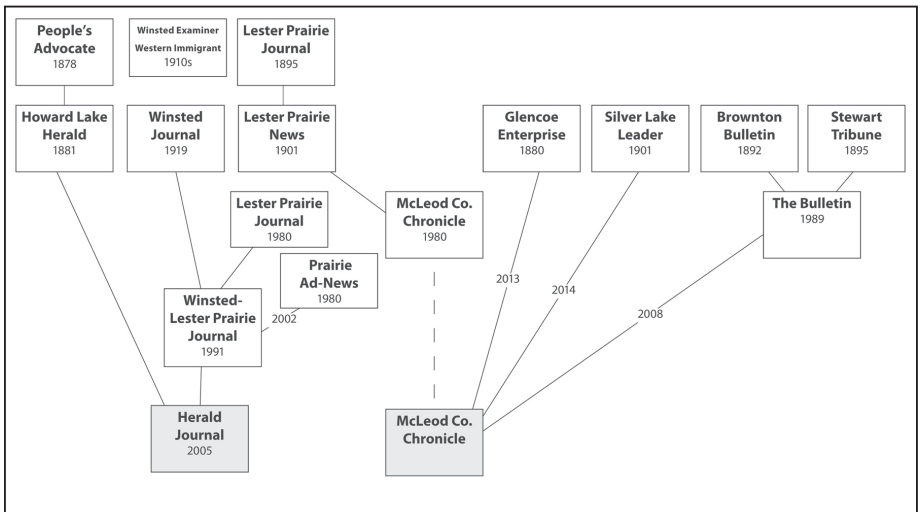 People's
Advocate
1878
Winsted Examiner
Western Immigrant
1910s
Lester Prairie
Journal
1895
Howard Lake
Herald
1881
Winsted
Journal
1919
Lester Prairie
News
1901
Glencoe
Enterprise
1880
Silver Lake
Leader
1901
Brownton
Bulletin
1892
Stewart
Tribune
1895
Lester Prairie
Journal
1980
McLeod Co.
Chronicle
1980
The Bulletin
1989
Prairie
Ad-News
1980
Winsted-
Lester Prairie
Journal
1991
2002
2013
2014
2008
Herald
Journal
2005
McLeod Co.
Chronicle